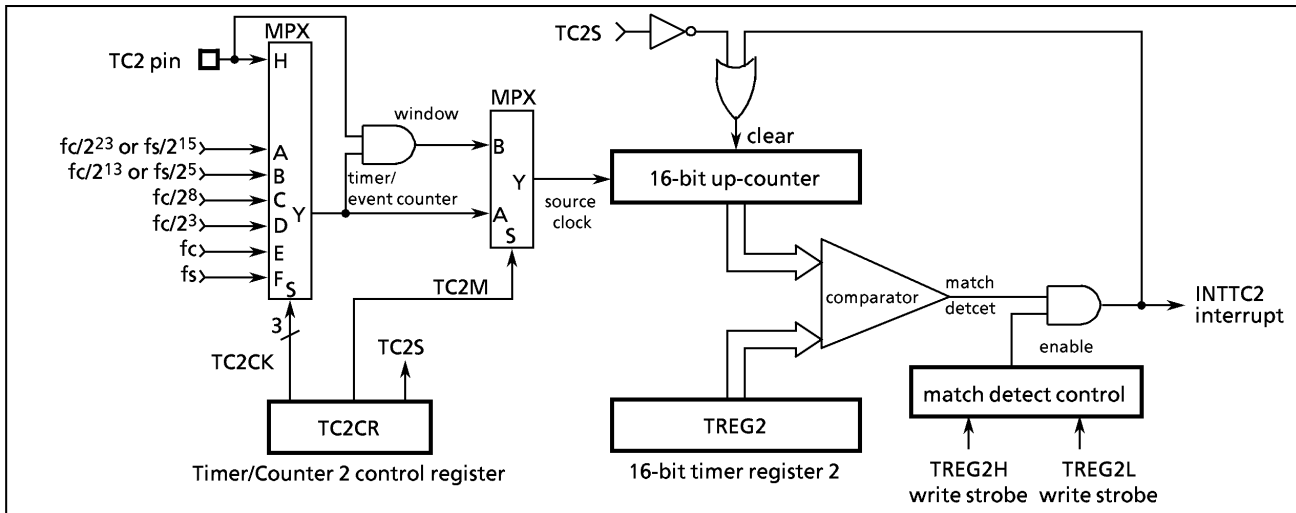 MPX
TC2 pin
H
fc/2²³ or fs/2¹⁵
A
fc/2¹³ or fs/2⁵
B
fc/2⁸
C
Y
fc/2³
D
fc
E
fs
F
S
3
TC2CK
window
timer/
event counter
MPX
B
Y
A
S
source
clock
TC2M
TC2S
TC2CR
Timer/Counter 2 control register
TC2S
clear
16-bit up-counter
comparator
match
detcet
INTTC2
interrupt
enable
match detect control
TREG2
16-bit timer register 2
TREG2H
write strobe
TREG2L
write strobe